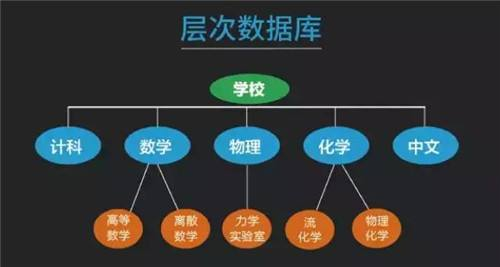 层次数据库
学校
计科
数学
物理
化学
中文
高等
数学
离散
数学
力学
实验室
流
化学
物理
化学